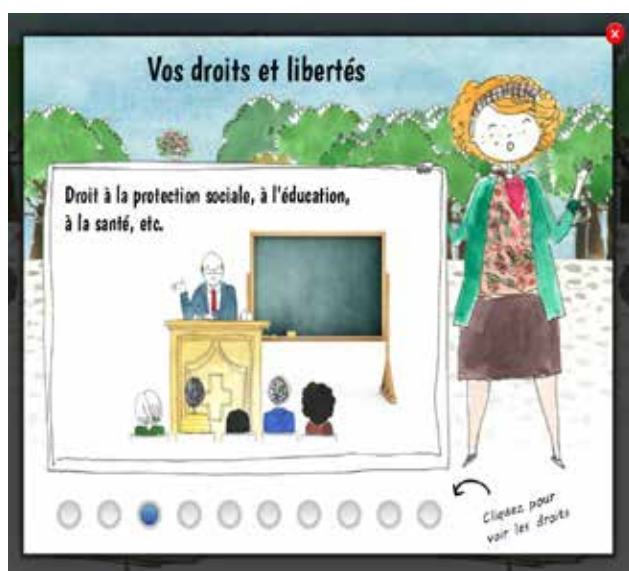 Vos droits et libertés
Droit à la protection sociale, à l'éducation,
à la santé, etc.
Cliquez pour
voir les droits